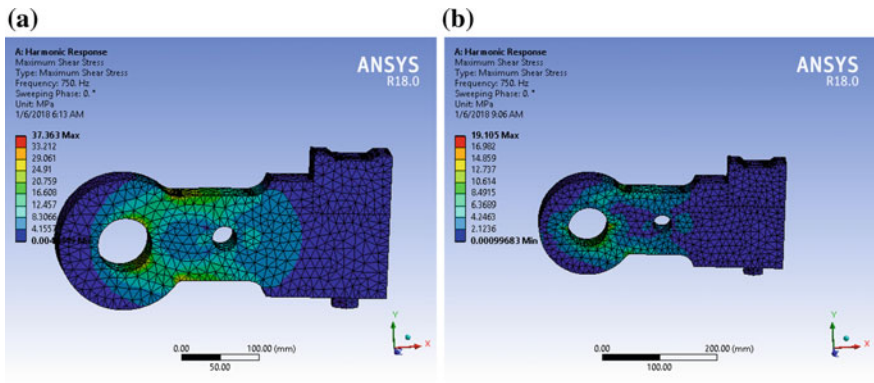 (a)
A: Harmonic Response
Maximum Shear Stress
Type: Maximum Shear Stress
Frequency: 750. Hz
Sweeping Phase: 0. °
Unit: MPa
1/6/2018 6:13 AM
37.363 Max
33.212
29.061
24.91
20.759
16.608
12.457
8.3066
4.1557
ANSYS
R18.0
0.00
100.00 (mm)
50.00
Y
X
(b)
A: Harmonic Response
Maximum Shear Stress
Type: Maximum Shear Stress
Frequency: 750. Hz
Sweeping Phase: 0. °
Unit: MPa
1/6/2018 9:06 AM
19.105 Max
16.982
14.859
12.737
10.614
8.4915
6.3689
4.2463
2.1236
0.00099683 Min
ANSYS
R18.0
0.00
200.00 (mm)
100.00
Y
X